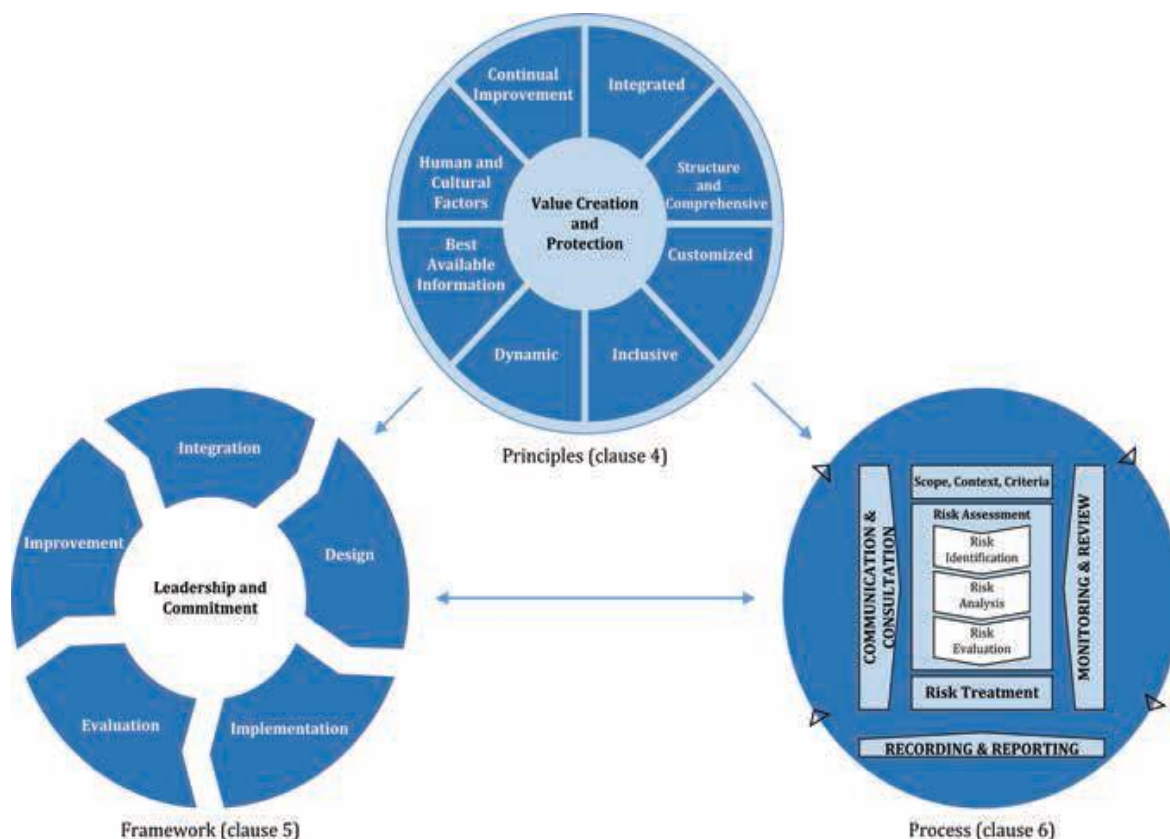 Continual
Improvement
Integrated
Human and
Cultural
Factors
Structure
and
Comprehensive
Value Creation
and
Protection
Best
Available
Information
Customized
Dynamic
Inclusive
Principles (clause 4)
Integration
Improvement
Design
Leadership and
Commitment
Evaluation
Implementation
Framework (clause 5)
Scope, Context, Criteria
Risk Assessment
Risk
Identification
Risk
Analysis
Risk
Evaluation
Risk Treatment
COMMUNICATION &
CONSULTATION
MONITORING & REVIEW
RECORDING & REPORTING
Process (clause 6)